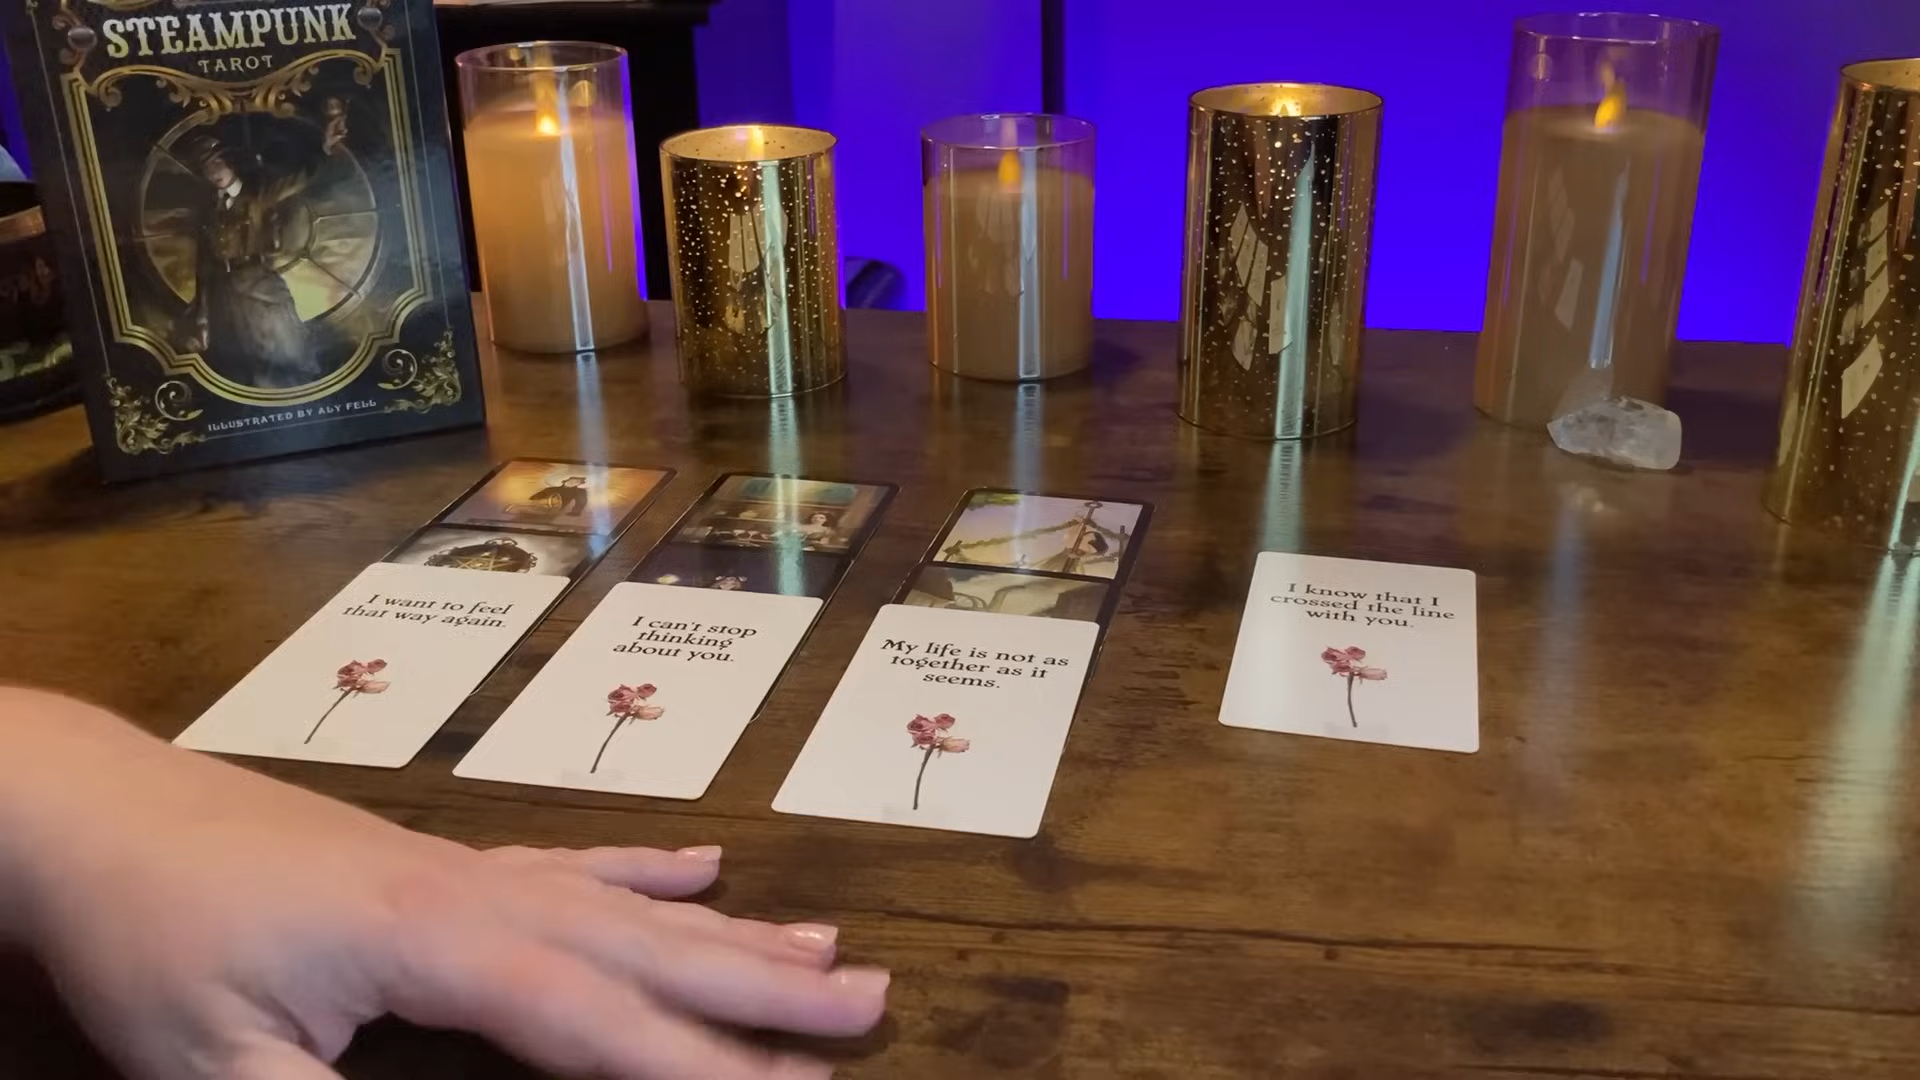 STEAMPUNK
TAROT
ILLUSTRATED BY ALY FELL
I want to feel
that way again.
I can't stop
thinking
about you.
My life is not as
together as it
seems.
I know that I
crossed the line
with you.